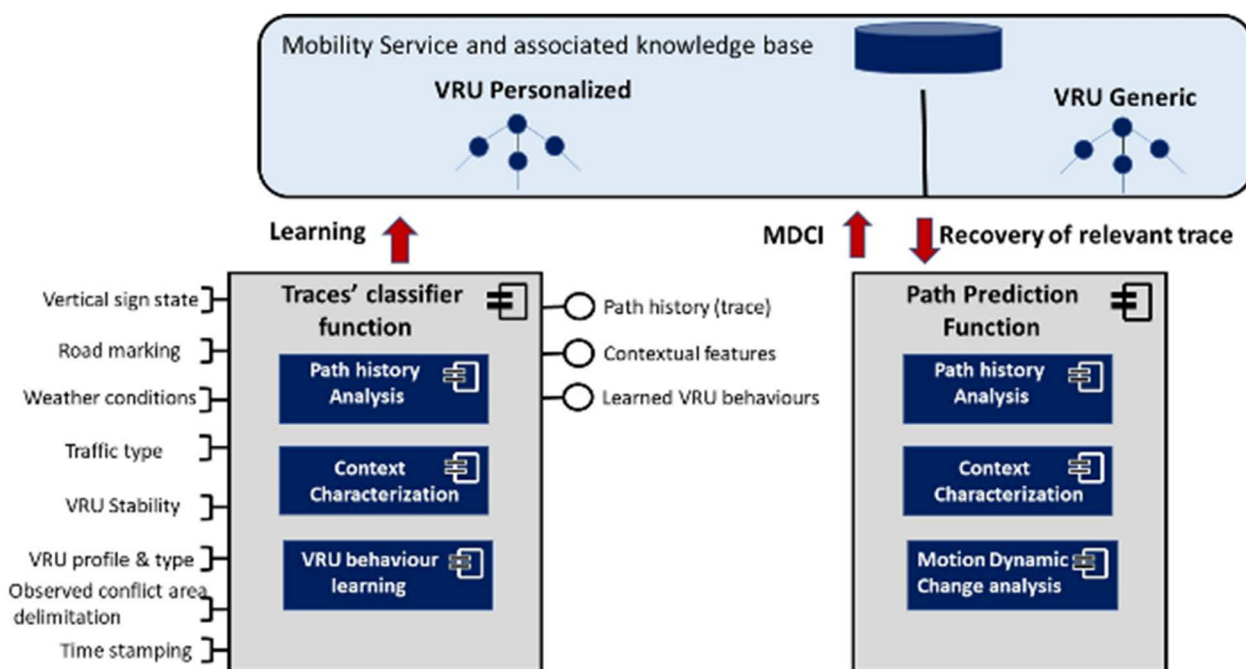 Mobility Service and associated knowledge base
VRU Personalized
VRU Generic
Learning
MDCI
Recovery of relevant trace
Vertical sign state
Road marking
Weather conditions
Traffic type
VRU Stability
VRU profile & type
Observed conflict area
delimitation
Time stamping
Traces' classifier
function
Path history
Analysis
Context
Characterization
VRU behaviour
learning
Path history (trace)
Contextual features
Learned VRU behaviours
Path Prediction
Function
Path history
Analysis
Context
Characterization
Motion Dynamic
Change analysis